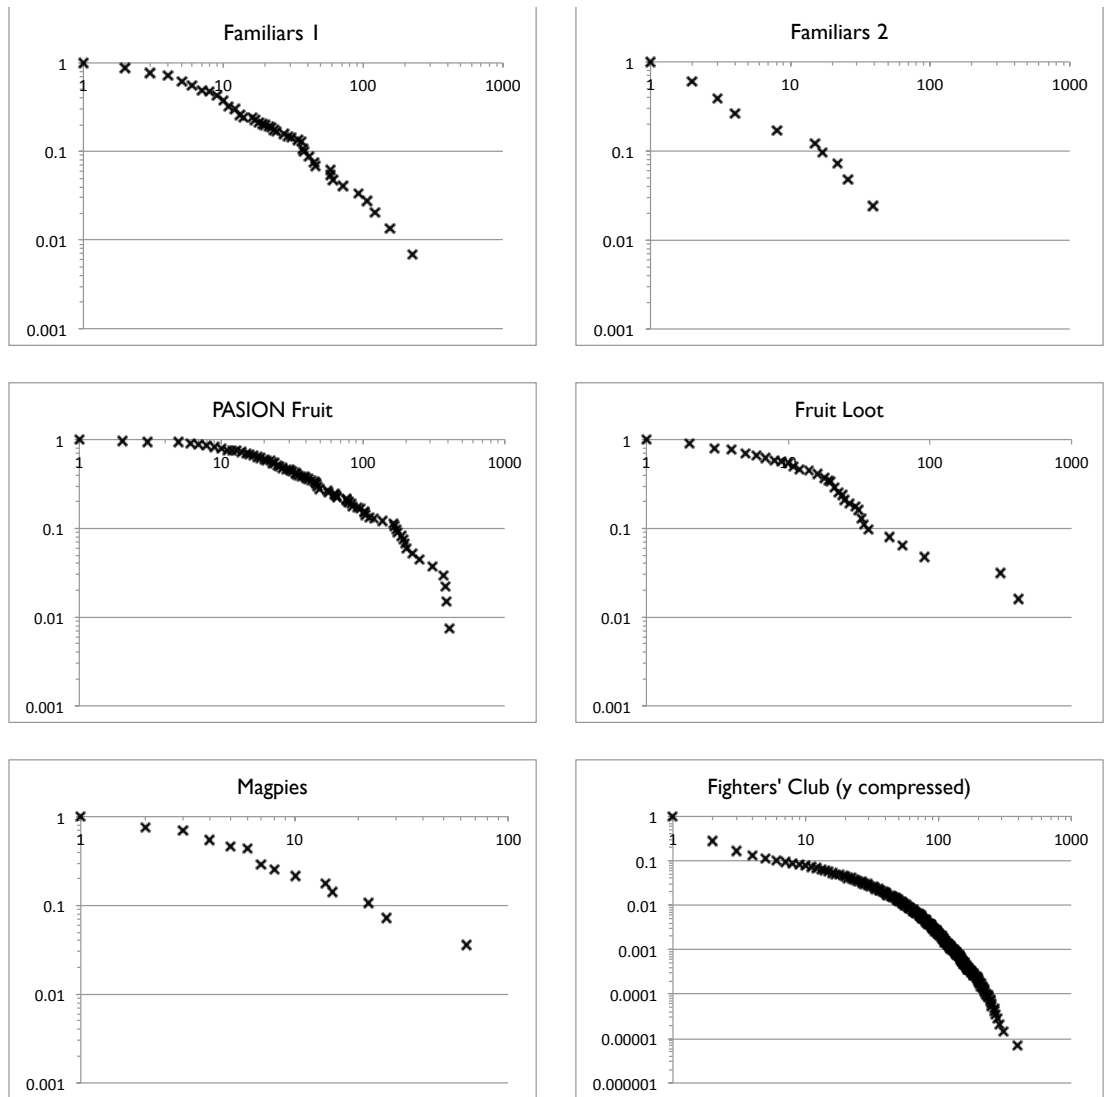 Familiars 1
1
0.1
0.01
0.001
1 10 100 1000
Familiars 2
1
0.1
0.01
0.001
1 10 100 1000
PASION Fruit
1
0.1
0.01
0.001
1 10 100 1000
Fruit Loot
1
0.1
0.01
0.001
1 10 100 1000
Magpies
1
0.1
0.01
0.001
1 10 100
Fighters' Club (y compressed)
1
0.1
0.01
0.001
0.0001
0.00001
0.000001
1 10 100 1000